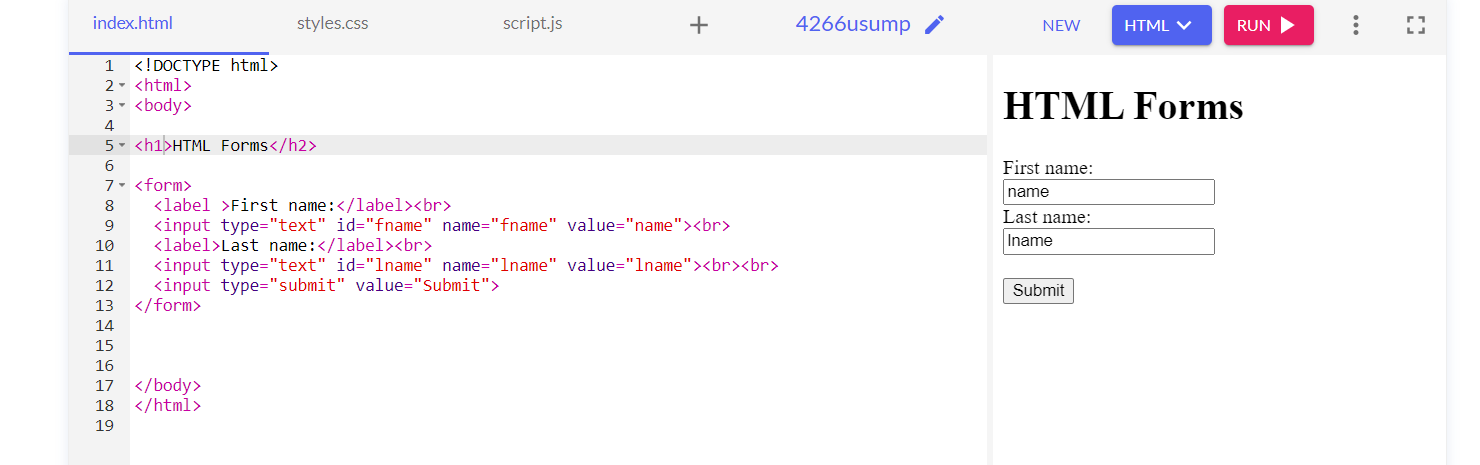 index.html styles.css script.js + 4266usump NEW HTML RUN
1 <!DOCTYPE html>
2 <html>
3 <body>
4
5 <h1>HTML Forms</h2>
6
7 <form>
8   <label >First name:</label><br>
9   <input type="text" id="fname" name="fname" value="name"><br>
10   <label>Last name:</label><br>
11   <input type="text" id="lname" name="lname" value="lname"><br><br>
12   <input type="submit" value="Submit">
13 </form>
14
15
16
17 </body>
18 </html>
19
HTML Forms
First name:
name
Last name:
lname
Submit